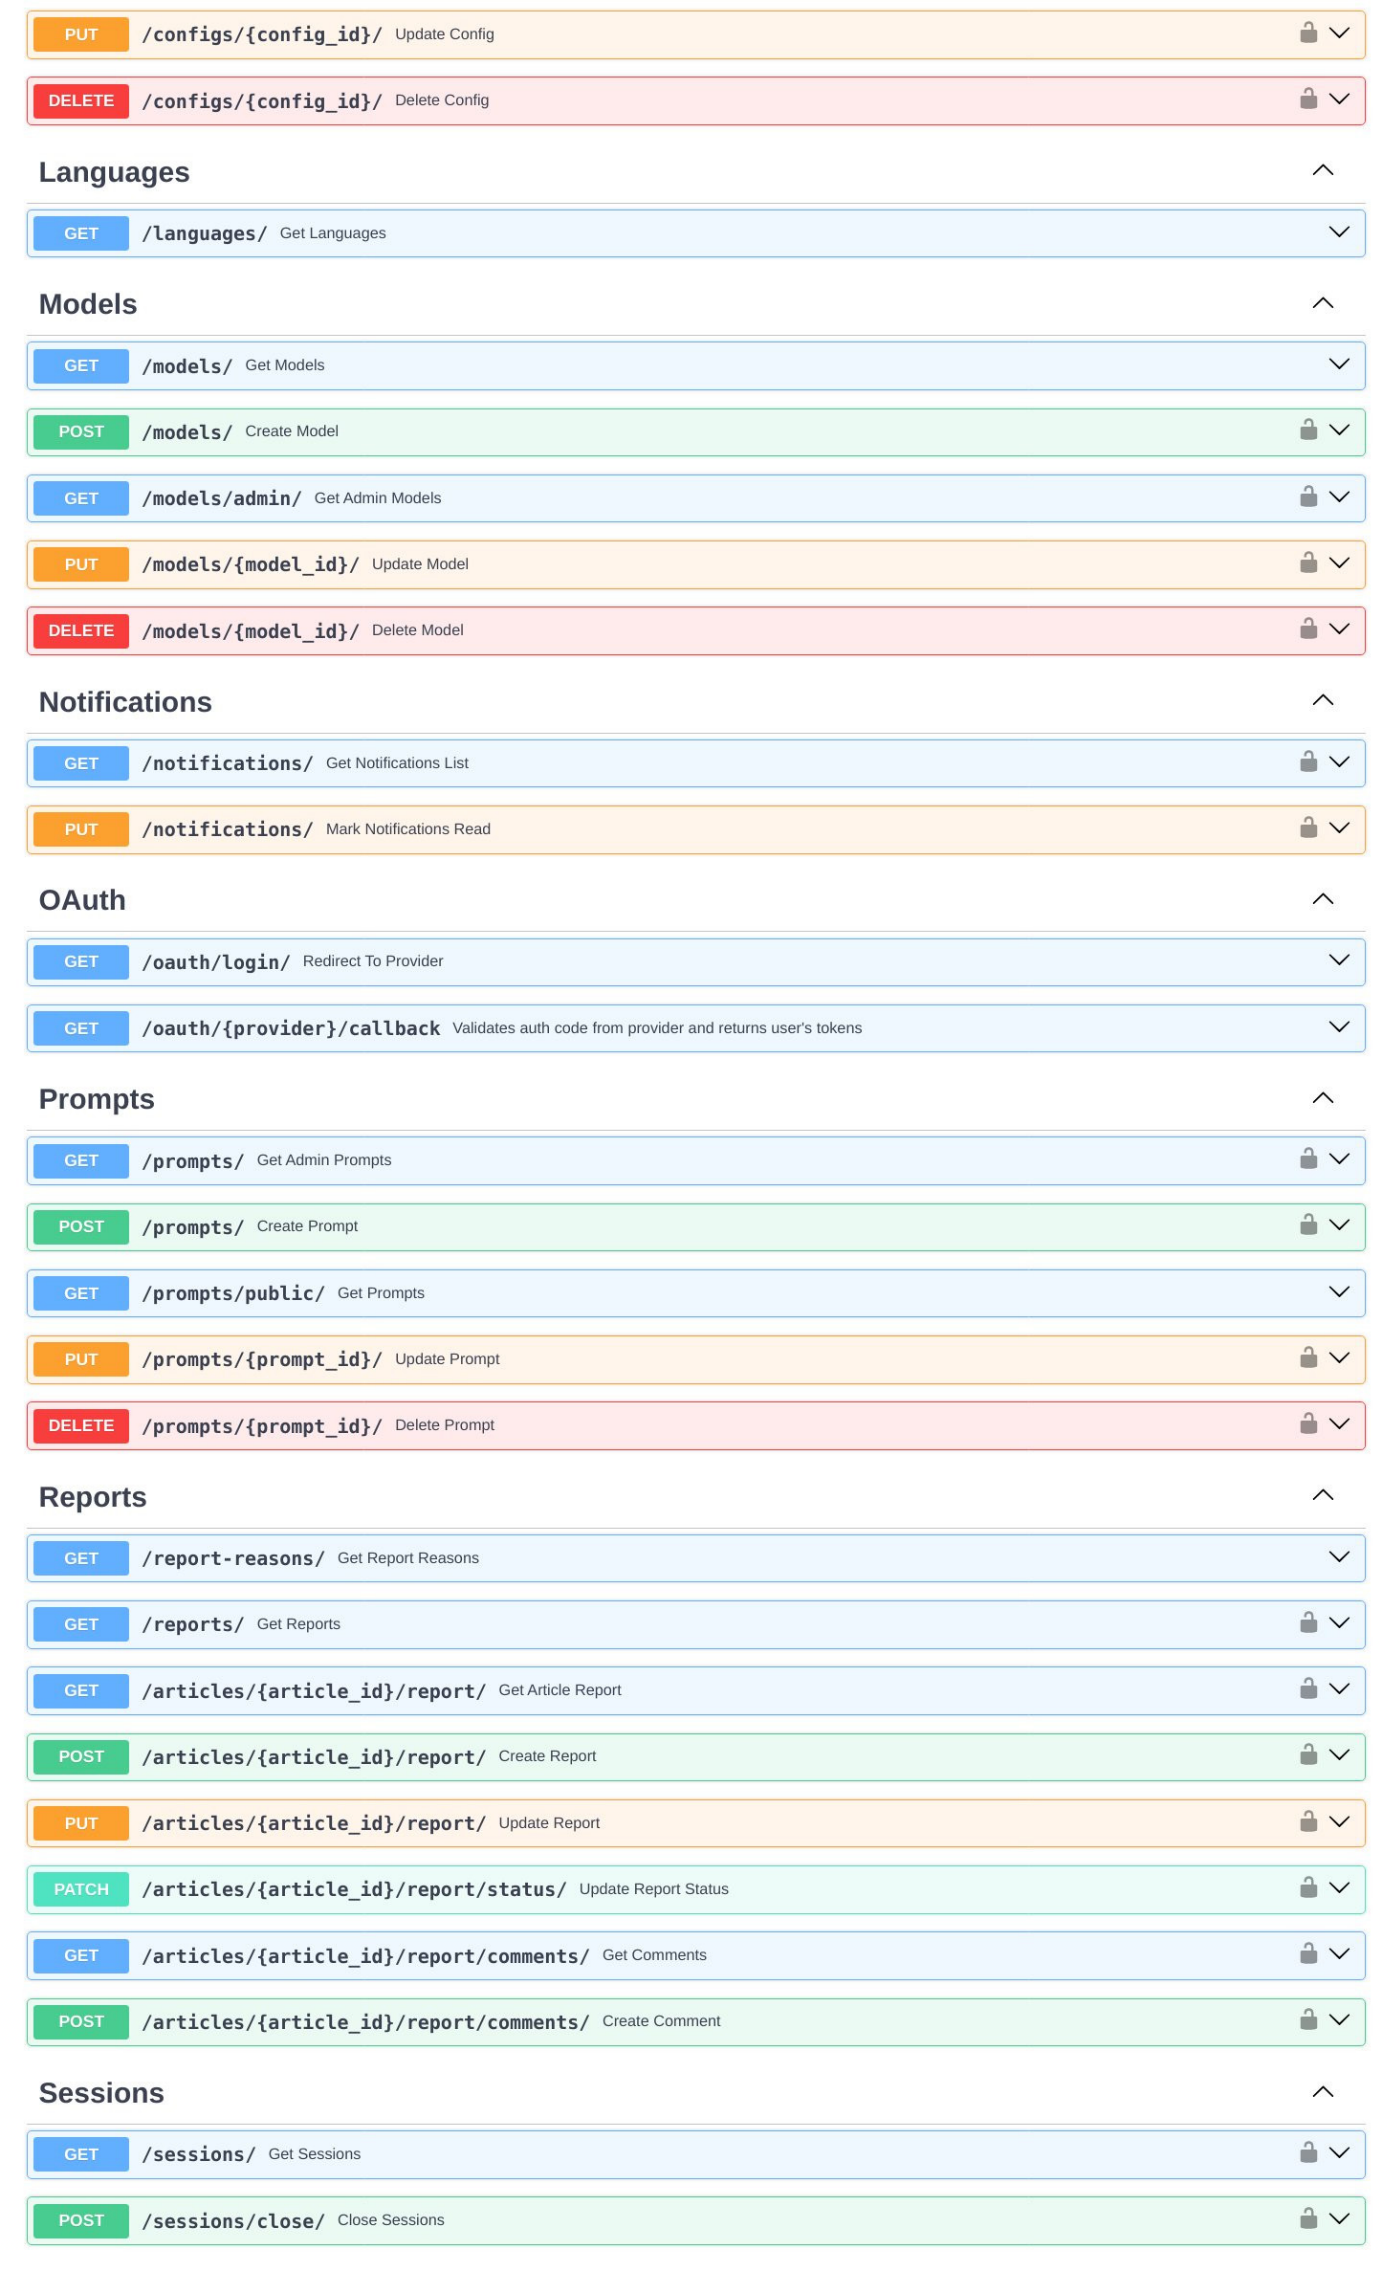 PUT /configs/{config_id}/ Update Config
DELETE /configs/{config_id}/ Delete Config
Languages
GET /languages/ Get Languages
Models
GET /models/ Get Models
POST /models/ Create Model
GET /models/admin/ Get Admin Models
PUT /models/{model_id}/ Update Model
DELETE /models/{model_id}/ Delete Model
Notifications
GET /notifications/ Get Notifications List
PUT /notifications/ Mark Notifications Read
OAuth
GET /oauth/login/ Redirect To Provider
GET /oauth/{provider}/callback Validates auth code from provider and returns user's tokens
Prompts
GET /prompts/ Get Admin Prompts
POST /prompts/ Create Prompt
GET /prompts/public/ Get Prompts
PUT /prompts/{prompt_id}/ Update Prompt
DELETE /prompts/{prompt_id}/ Delete Prompt
Reports
GET /report-reasons/ Get Report Reasons
GET /reports/ Get Reports
GET /articles/{article_id}/report/ Get Article Report
POST /articles/{article_id}/report/ Create Report
PUT /articles/{article_id}/report/ Update Report
PATCH /articles/{article_id}/report/status/ Update Report Status
GET /articles/{article_id}/report/comments/ Get Comments
POST /articles/{article_id}/report/comments/ Create Comment
Sessions
GET /sessions/ Get Sessions
POST /sessions/close/ Close Sessions